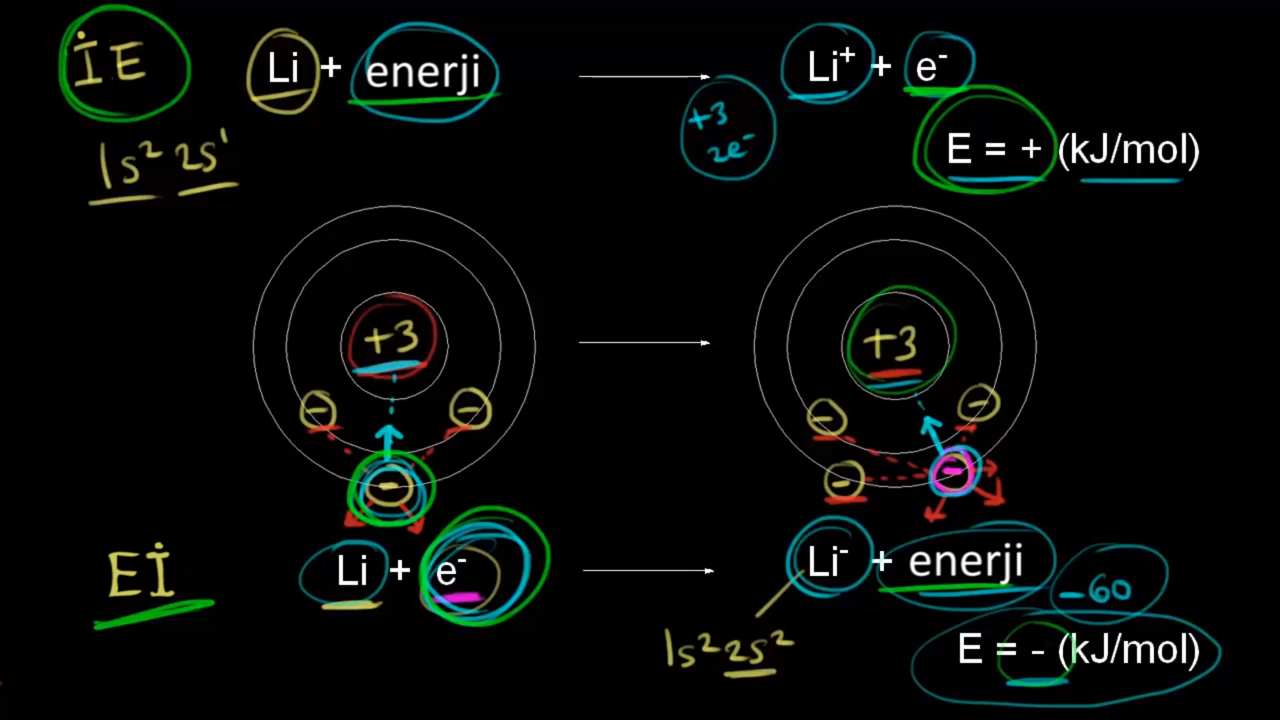 İE Li + enerji Li⁺ + e⁻
+3
2e⁻
1s² 2s¹ E = + (kJ/mol)
+3 +3
- - - -
- - -
Eİ Li + e⁻ Li⁻ + enerji
-60
1s² 2s² E = - (kJ/mol)